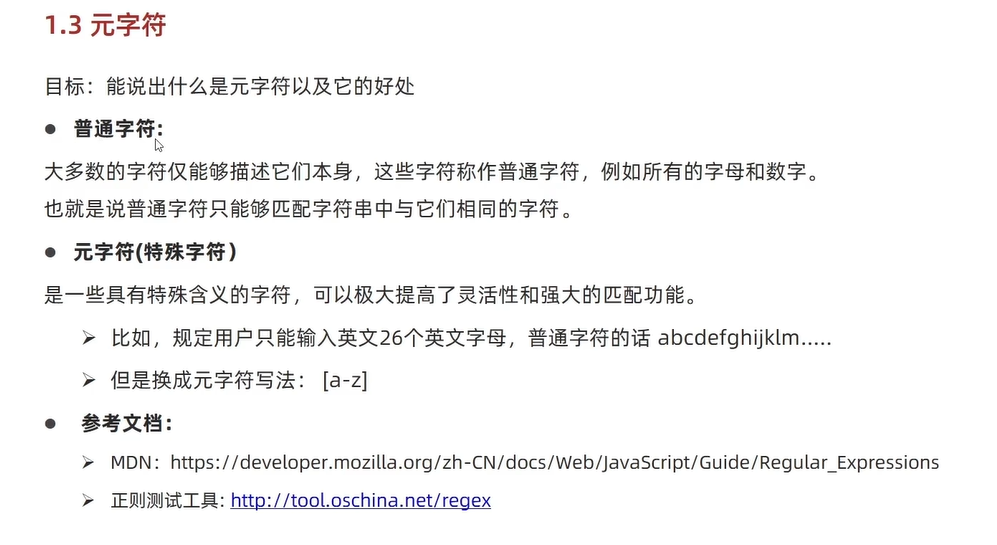 1.3 元字符
目标：能说出什么是元字符以及它的好处
● 普通字符:
大多数的字符仅能够描述它们本身，这些字符称作普通字符，例如所有的字母和数字。
也就是说普通字符只能够匹配字符串中与它们相同的字符。
● 元字符(特殊字符）
是一些具有特殊含义的字符，可以极大提高了灵活性和强大的匹配功能。
➢ 比如，规定用户只能输入英文26个英文字母，普通字符的话 abcdefghijklm.....
➢ 但是换成元字符写法： [a-z]
● 参考文档：
➢ MDN：https://developer.mozilla.org/zh-CN/docs/Web/JavaScript/Guide/Regular_Expressions
➢ 正则测试工具: http://tool.oschina.net/regex